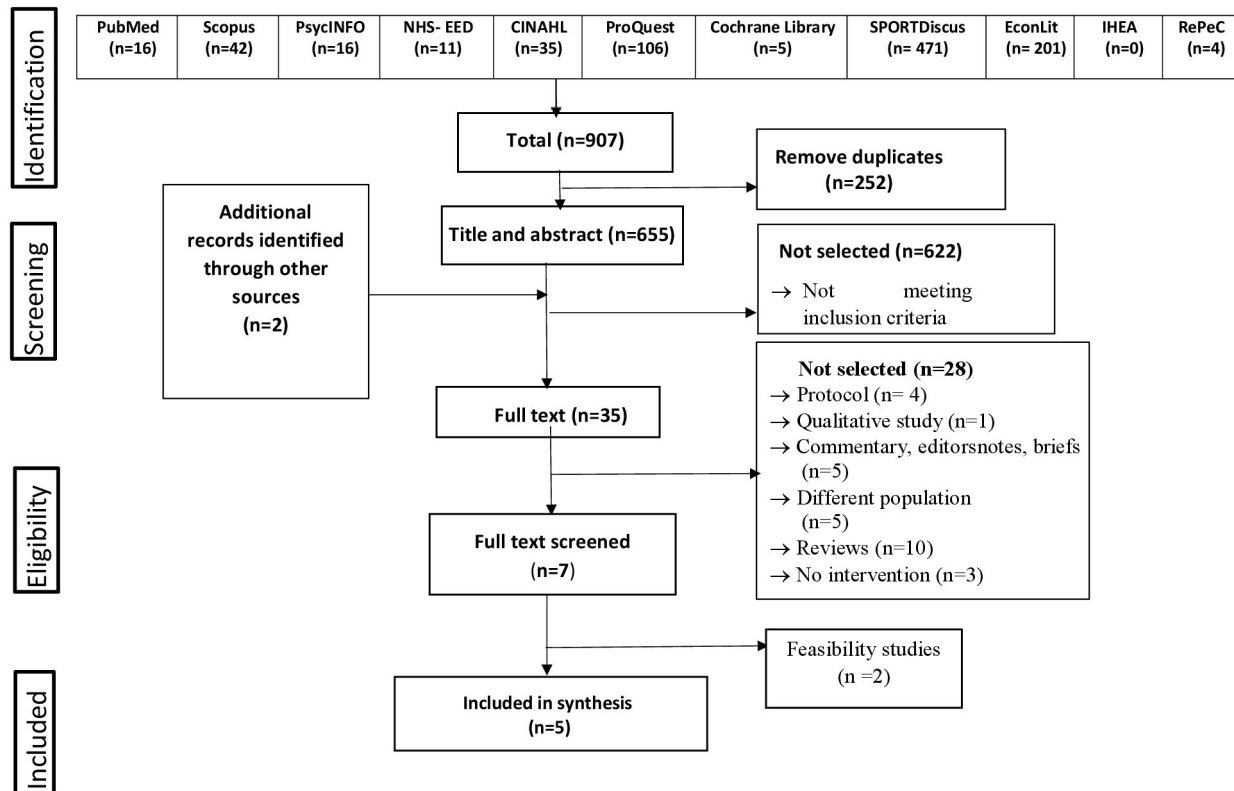 PubMed
(n=16)
Scopus
(n=42)
PsycINFO
(n=16)
NHS- EED
(n=11)
CINAHL
(n=35)
ProQuest
(n=106)
Cochrane Library
(n=5)
SPORTDiscus
(n= 471)
EconLit
(n= 201)
IHEA
(n=0)
RePeC
(n=4)
Identification
Total (n=907)
Remove duplicates
(n=252)
Additional
records identified
through other
sources
(n=2)
Screening
Title and abstract (n=655)
Not selected (n=622)
→ Not meeting
inclusion criteria
Full text (n=35)
Not selected (n=28)
→ Protocol (n= 4)
→ Qualitative study (n=1)
→ Commentary, editorsnotes, briefs
(n=5)
→ Different population
(n=5)
→ Reviews (n=10)
→ No intervention (n=3)
Eligibility
Full text screened
(n=7)
Feasibility studies
(n =2)
Included
Included in synthesis
(n=5)